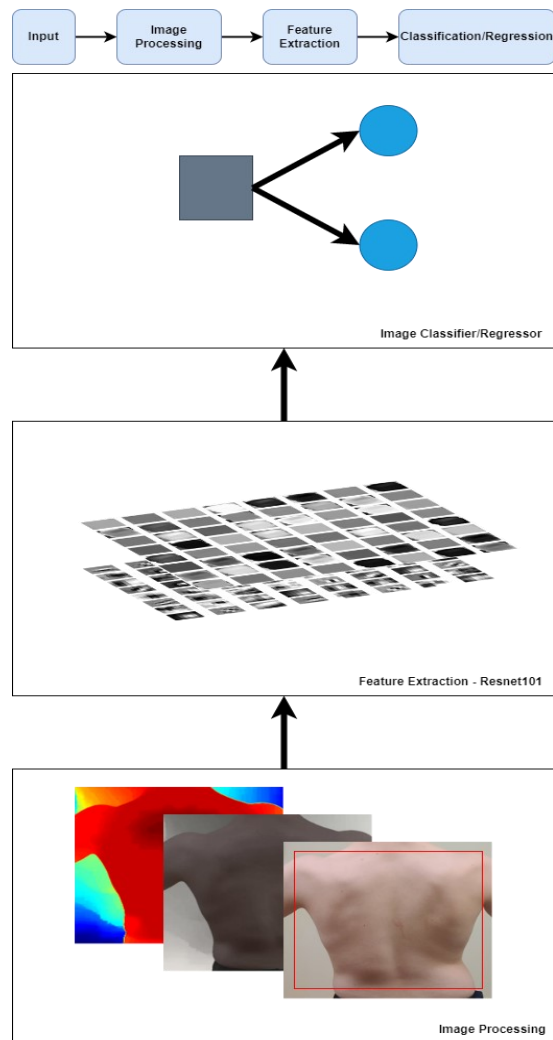 Input
Image
Processing
Feature
Extraction
Classification/Regression
Image Classifier/Regressor
Feature Extraction - Resnet101
Image Processing